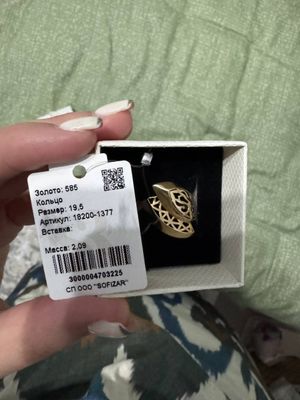 Золото: 585
Кольцо
Размер: 19,5
Артикул: 18200-1377
Вставка:
Масса: 2,09
3000004703225
СП ООО "SOFIZAR"